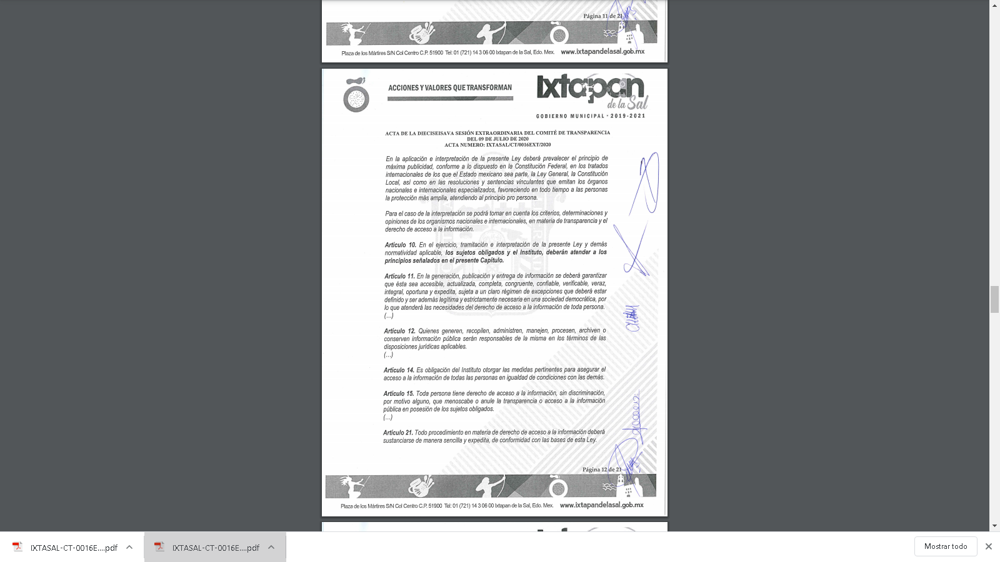 Página 11 de 21
Plaza de los Mártires S/N Col Centro C.P. 51900 Tel: 01 (721) 14 3 06 00 Ixtapan de la Sal, Edo. Mex. www.ixtapandelasal.gob.mx
ACCIONES Y VALORES QUE TRANSFORMAN
Ixtapan
de la Sal
GOBIERNO MUNICIPAL - 2019-2021
ACTA DE LA DIECISEISAVA SESIÓN EXTRAORDINARIA DEL COMITÉ DE TRANSPARENCIA
DEL 09 DE JULIO DE 2020
ACTA NUMERO: IXTASAL/CT/0016EXT/2020
En la aplicación e interpretación de la presente Ley deberá prevalecer el principio de
máxima publicidad, conforme a lo dispuesto en la Constitución Federal, en los tratados
internacionales de los que el Estado mexicano sea parte, la Ley General, la Constitución
Local, así como en las resoluciones y sentencias vinculantes que emitan los órganos
nacionales e internacionales especializados, favoreciendo en todo tiempo a las personas
la protección más amplia, atendiendo al principio pro persona.
Para el caso de la interpretación se podrá tomar en cuenta los criterios, determinaciones y
opiniones de los organismos nacionales e internacionales, en materia de transparencia y el
derecho de acceso a la información.
Artículo 10. En el ejercicio, tramitación e interpretación de la presente Ley y demás
normatividad aplicable, los sujetos obligados y el Instituto, deberán atender a los
principios señalados en el presente Capítulo.
Artículo 11. En la generación, publicación y entrega de información se deberá garantizar
que ésta sea accesible, actualizada, completa, congruente, confiable, verificable, veraz,
integral, oportuna y expedita, sujeta a un claro régimen de excepciones que deberá estar
definido y ser además legítima y estrictamente necesaria en una sociedad democrática, por
lo que atenderá las necesidades del derecho de acceso a la información de toda persona.
(...)
Artículo 12. Quienes generen, recopilen, administren, manejen, procesen, archiven o
conserven información pública serán responsables de la misma en los términos de las
disposiciones jurídicas aplicables.
(...)
Artículo 14. Es obligación del Instituto otorgar las medidas pertinentes para asegurar el
acceso a la información de todas las personas en igualdad de condiciones con las demás.
Artículo 15. Toda persona tiene derecho de acceso a la información, sin discriminación,
por motivo alguno, que menoscabe o anule la transparencia o acceso a la información
pública en posesión de los sujetos obligados.
(...)
Artículo 21. Todo procedimiento en materia de derecho de acceso a la información deberá
sustanciarse de manera sencilla y expedita, de conformidad con las bases de esta Ley.
Página 12 de 21
Plaza de los Mártires S/N Col Centro C.P. 51900 Tel: 01 (721) 14 3 06 00 Ixtapan de la Sal, Edo. Mex. www.ixtapandelasal.gob.mx
IXTASAL-CT-0016E....pdf
IXTASAL-CT-0016E....pdf
Mostrar todo